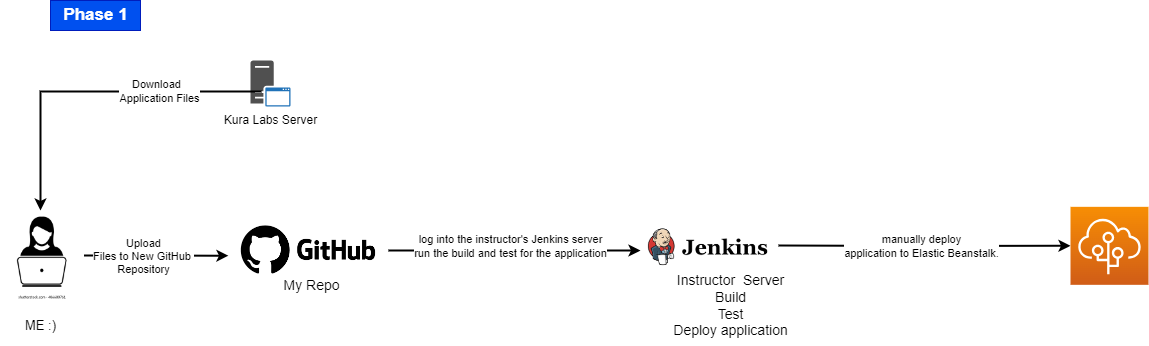 Phase 1
Download
Application Files
Kura Labs Server
Upload
Files to New GitHub
Repository
ME :)
GitHub
My Repo
log into the instructor's Jenkins server
run the build and test for the application
Jenkins
Instructor Server
Build
Test
Deploy application
manually deploy
application to Elastic Beanstalk.